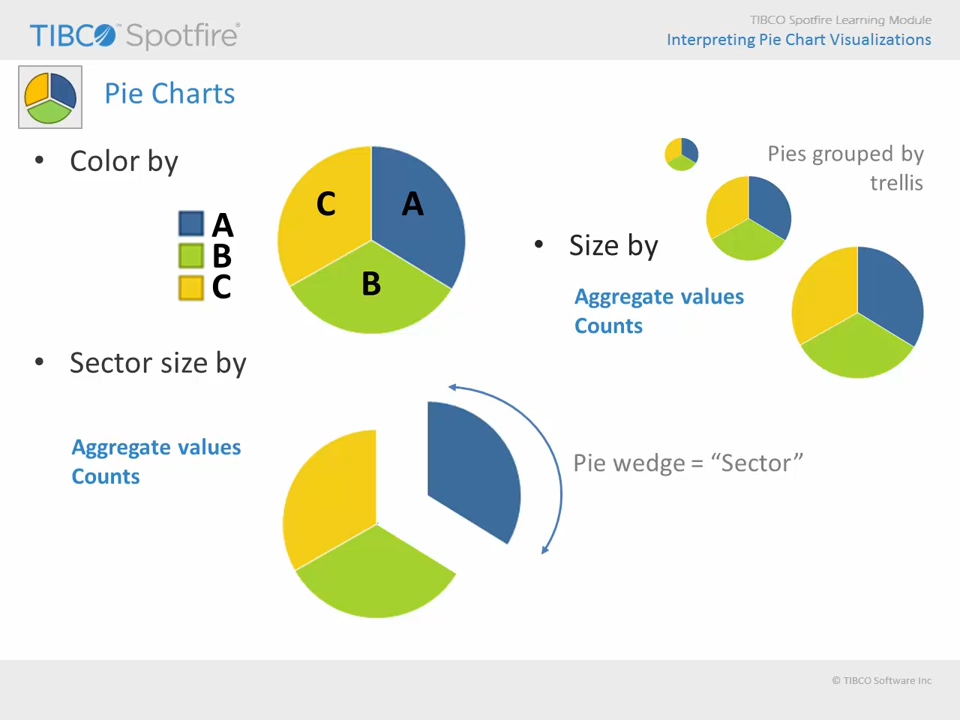 TIBCO™ Spotfire®
TIBCO Spotfire Learning Module
Interpreting Pie Chart Visualizations
Pie Charts
• Color by
A
B
C
C
A
B
Pies grouped by
trellis
• Size by
Aggregate values
Counts
• Sector size by
Aggregate values
Counts
Pie wedge = “Sector”
© TIBCO Software Inc